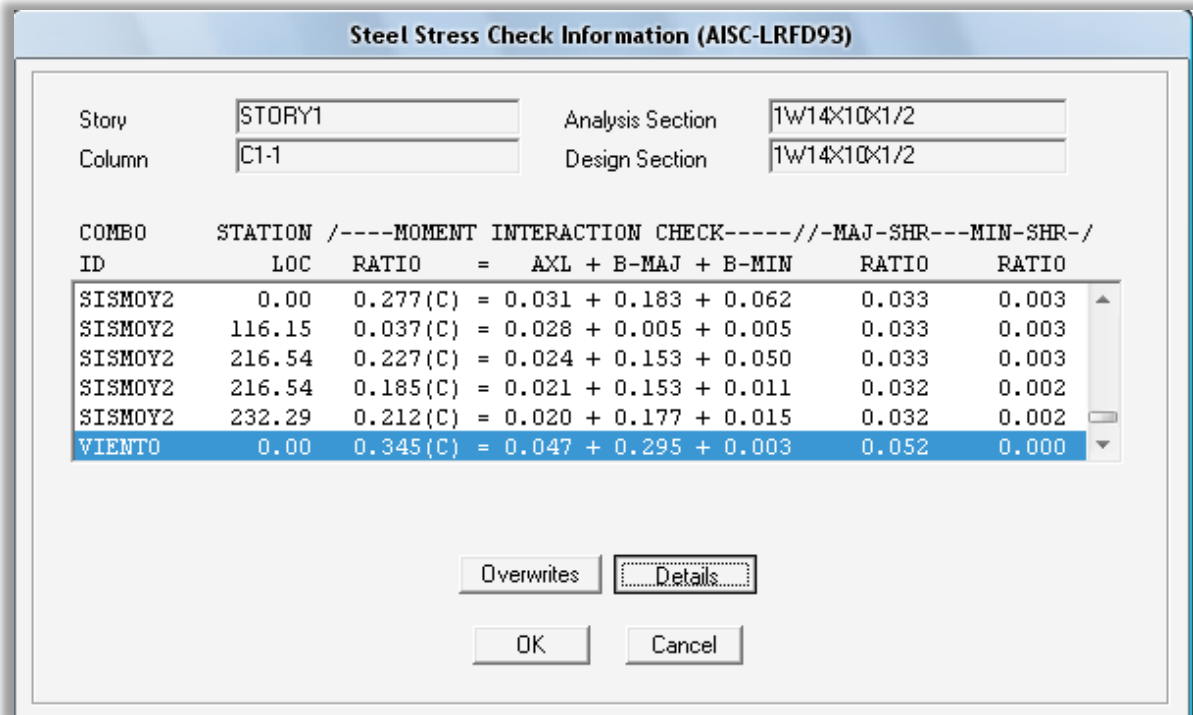 Steel Stress Check Information (AISC-LRFD93)
Story STORY1 Analysis Section 1W14X10X1/2
Column C1-1 Design Section 1W14X10X1/2
COMBO STATION /----MOMENT INTERACTION CHECK-----//-MAJ-SHR---MIN-SHR-/
ID LOC RATIO = AXL + B-MAJ + B-MIN RATIO RATIO
SISMOY2 0.00 0.277(C) = 0.031 + 0.183 + 0.062 0.033 0.003
SISMOY2 116.15 0.037(C) = 0.028 + 0.005 + 0.005 0.033 0.003
SISMOY2 216.54 0.227(C) = 0.024 + 0.153 + 0.050 0.033 0.003
SISMOY2 216.54 0.185(C) = 0.021 + 0.153 + 0.011 0.032 0.002
SISMOY2 232.29 0.212(C) = 0.020 + 0.177 + 0.015 0.032 0.002
VIENTO 0.00 0.345(C) = 0.047 + 0.295 + 0.003 0.052 0.000
Overwrites Details
OK Cancel